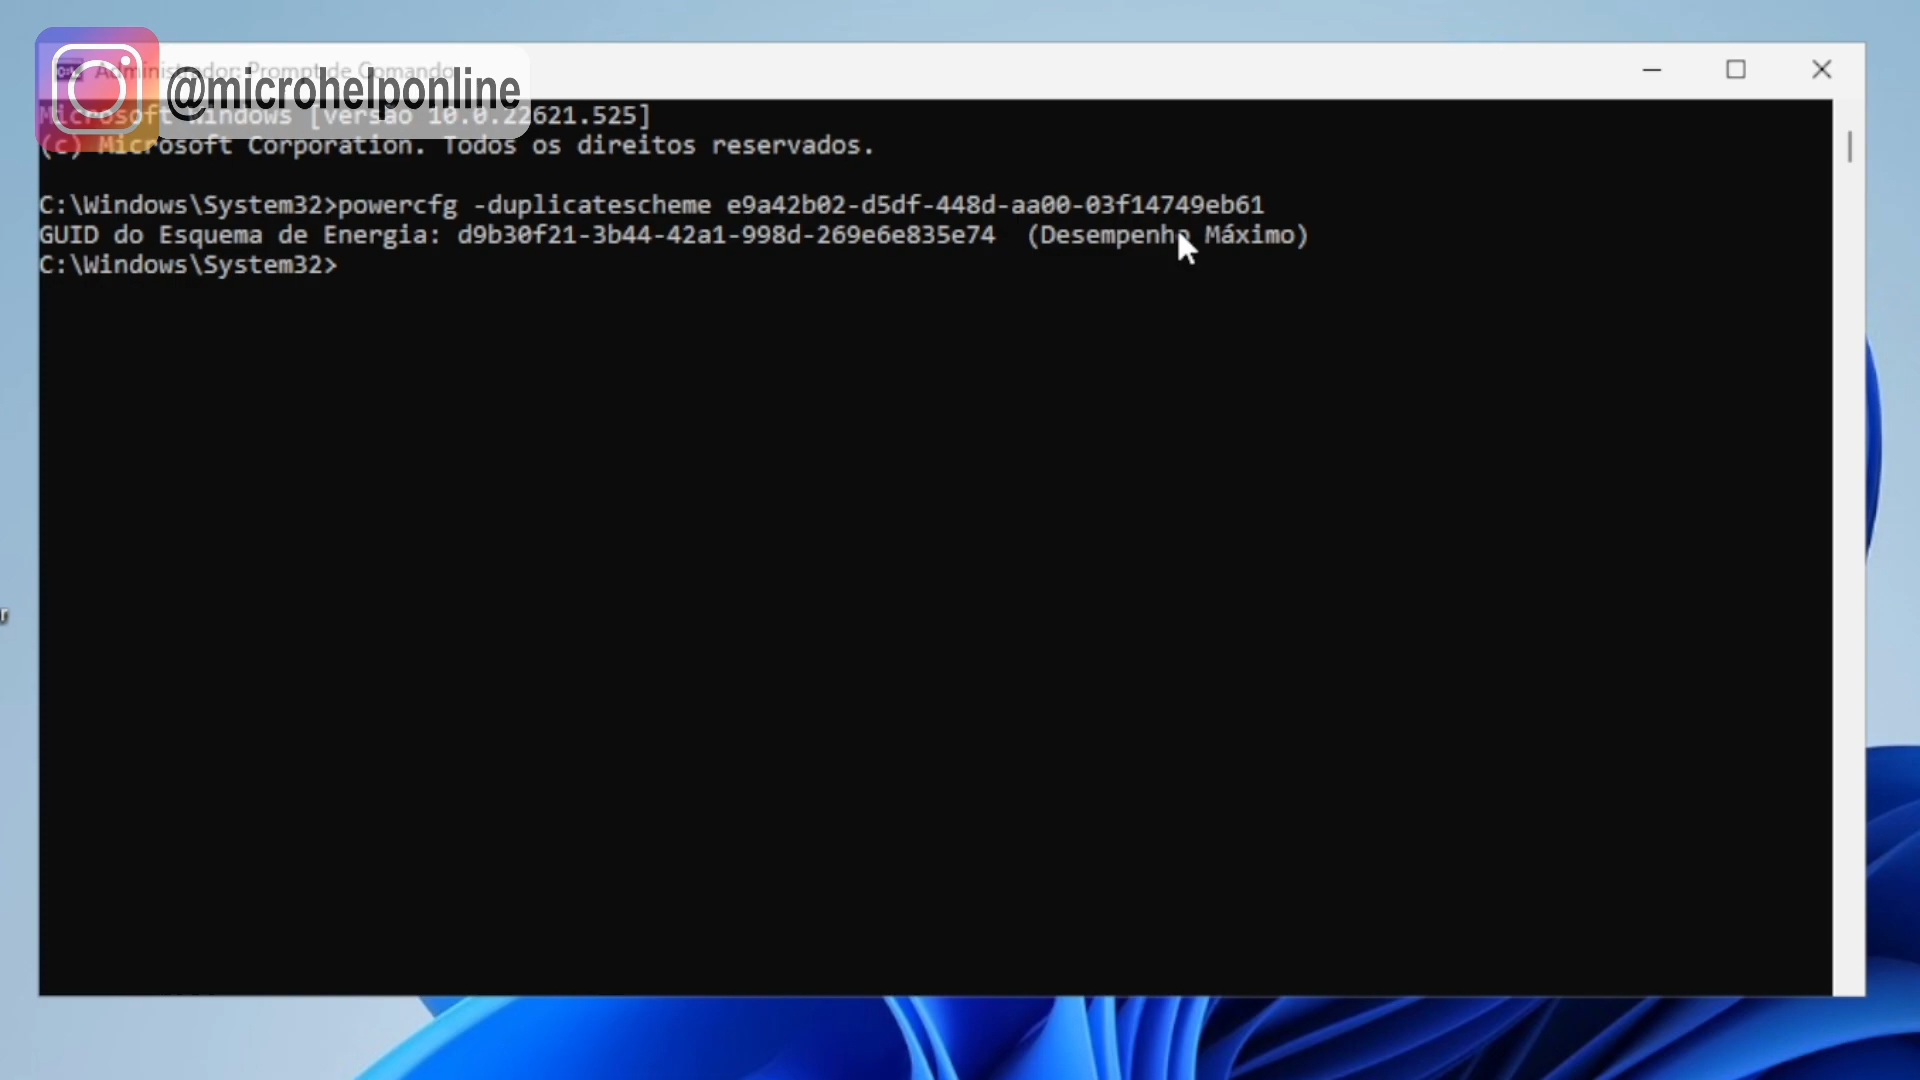 Administrador: Prompt de Comando
@microhelponline
Microsoft Windows [versão 10.0.22621.525]
(c) Microsoft Corporation. Todos os direitos reservados.
C:\Windows\System32>powercfg -duplicatescheme e9a42b02-d5df-448d-aa00-03f14749eb61
GUID do Esquema de Energia: d9b30f21-3b44-42a1-998d-269e6e835e74  (Desempenho Máximo)
C:\Windows\System32>
r